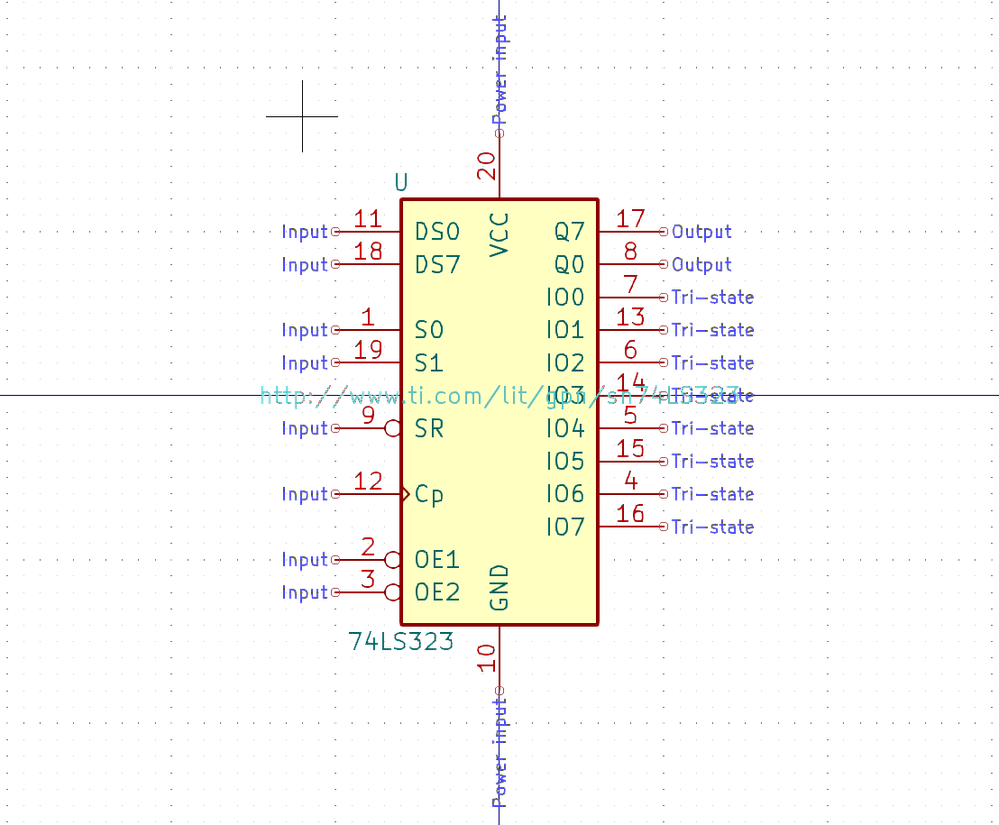 Power input
20
U
VCC
Input 11 DS0 Q7 17 Output
Input 18 DS7 Q0 8 Output
IO0 7 Tri-state
Input 1 S0 IO1 13 Tri-state
Input 19 S1 IO2 6 Tri-state
IO3 14 Tri-state
http://www.ti.com/lit/gpn/sn74LS323
Input 9 SR IO4 5 Tri-state
IO5 15 Tri-state
Input 12 Cp IO6 4 Tri-state
IO7 16 Tri-state
Input 2 OE1
Input 3 OE2
GND
74LS323
10
Power input